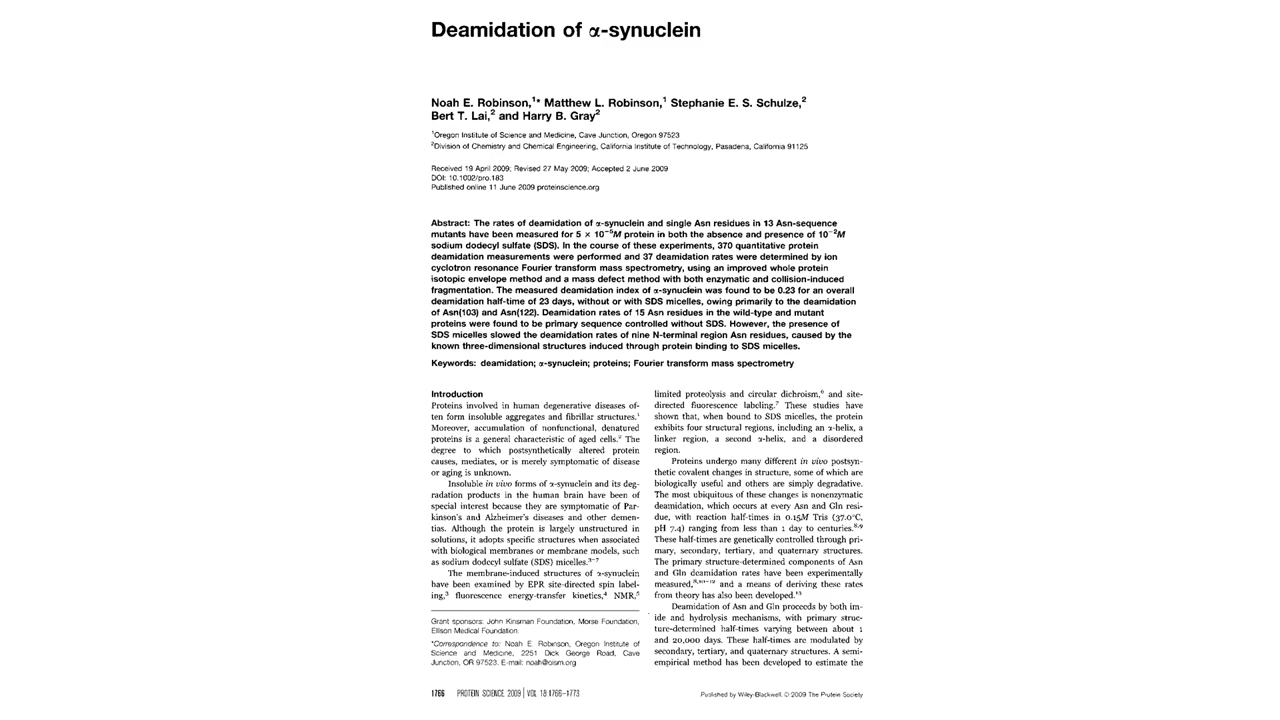 Deamidation of α-synuclein
Noah E. Robinson,¹* Matthew L. Robinson,¹ Stephanie E. S. Schulze,²
Bert T. Lai,² and Harry B. Gray²
¹Oregon Institute of Science and Medicine, Cave Junction, Oregon 97523
²Division of Chemistry and Chemical Engineering, California Institute of Technology, Pasadena, California 91125
Received 19 April 2009; Revised 27 May 2009; Accepted 2 June 2009
DOI: 10.1002/pro.183
Published online 11 June 2009 proteinscience.org
Abstract: The rates of deamidation of α-synuclein and single Asn residues in 13 Asn-sequence
mutants have been measured for 5 × 10⁻⁵M protein in both the absence and presence of 10⁻²M
sodium dodecyl sulfate (SDS). In the course of these experiments, 370 quantitative protein
deamidation measurements were performed and 37 deamidation rates were determined by ion
cyclotron resonance Fourier transform mass spectrometry, using an improved whole protein
isotopic envelope method and a mass defect method with both enzymatic and collision-induced
fragmentation. The measured deamidation index of α-synuclein was found to be 0.23 for an overall
deamidation half-time of 23 days, without or with SDS micelles, owing primarily to the deamidation
of Asn(103) and Asn(122). Deamidation rates of 15 Asn residues in the wild-type and mutant
proteins were found to be primary sequence controlled without SDS. However, the presence of
SDS micelles slowed the deamidation rates of nine N-terminal region Asn residues, caused by the
known three-dimensional structures induced through protein binding to SDS micelles.
Keywords: deamidation; α-synuclein; proteins; Fourier transform mass spectrometry
Introduction
Proteins involved in human degenerative diseases of-
ten form insoluble aggregates and fibrillar structures.¹
Moreover, accumulation of nonfunctional, denatured
proteins is a general characteristic of aged cells.² The
degree to which postsynthetically altered protein
causes, mediates, or is merely symptomatic of disease
or aging is unknown.
Insoluble in vivo forms of α-synuclein and its deg-
radation products in the human brain have been of
special interest because they are symptomatic of Par-
kinson's and Alzheimer's diseases and other demen-
tias. Although the protein is largely unstructured in
solutions, it adopts specific structures when associated
with biological membranes or membrane models, such
as sodium dodecyl sulfate (SDS) micelles.³⁻⁷
The membrane-induced structures of α-synuclein
have been examined by EPR site-directed spin label-
ing,³ fluorescence energy-transfer kinetics,⁴ NMR,⁵
Grant sponsors: John Kinsman Foundation, Morse Foundation,
Ellison Medical Foundation.
*Correspondence to: Noah E. Robinson, Oregon Institute of
Science and Medicine, 2251 Dick George Road, Cave
Junction, OR 97523. E-mail: noah@oism.org
limited proteolysis and circular dichroism,⁶ and site-
directed fluorescence labeling.⁷ These studies have
shown that, when bound to SDS micelles, the protein
exhibits four structural regions, including an α-helix, a
linker region, a second α-helix, and a disordered
region.
Proteins undergo many different in vivo postsyn-
thetic covalent changes in structure, some of which are
biologically useful and others are simply degradative.
The most ubiquitous of these changes is nonenzymatic
deamidation, which occurs at every Asn and Gln resi-
due, with reaction half-times in 0.15M Tris (37.0°C,
pH 7.4) ranging from less than 1 day to centuries.⁸,⁹
These half-times are genetically controlled through pri-
mary, secondary, tertiary, and quaternary structures.
The primary structure-determined components of Asn
and Gln deamidation rates have been experimentally
measured,⁸,¹⁰⁻¹² and a means of deriving these rates
from theory has also been developed.¹³
Deamidation of Asn and Gln proceeds by both im-
ide and hydrolysis mechanisms, with primary struc-
ture-determined half-times varying between about 1
and 20,000 days. These half-times are modulated by
secondary, tertiary, and quaternary structures. A semi-
empirical method has been developed to estimate the
1766 PROTEIN SCIENCE 2009 | VOL 18:1766—1773
Published by Wiley-Blackwell. © 2009 The Protein Society